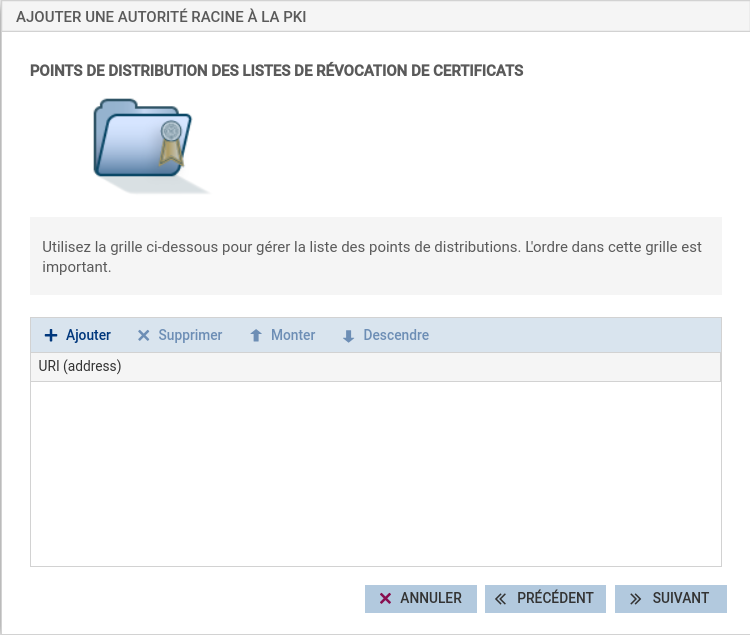 AJOUTER UNE AUTORITÉ RACINE À LA PKI
POINTS DE DISTRIBUTION DES LISTES DE RÉVOCATION DE CERTIFICATS
Utilisez la grille ci-dessous pour gérer la liste des points de distributions. L'ordre dans cette grille est
important.
Ajouter Supprimer Monter Descendre
URI (address)
ANNULER PRÉCÉDENT SUIVANT